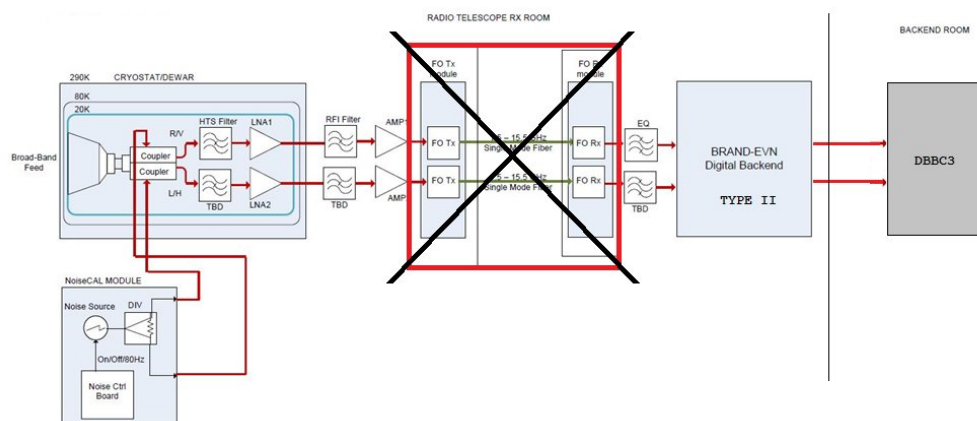 RADIO TELESCOPE RX ROOM
BACKEND ROOM
290K
CRYOSTAT/DEWAR
80K
20K
HTS Filter
LNA1
R/V
Coupler
Coupler
L/H
TBD
LNA2
Broad-Band
Feed
RFI Filter
TBD
AMP
FO Tx
module
FO Tx
FO Tx
Single Mode Fiber
Single Mode Fiber
module
FO Rx
FO Rx
EQ
TBD
BRAND-EVN
Digital Backend
TYPE II
DBBC3
NoiseCAL MODULE
Noise Source
DIV
On/Off/80Hz
Noise Ctrl
Board